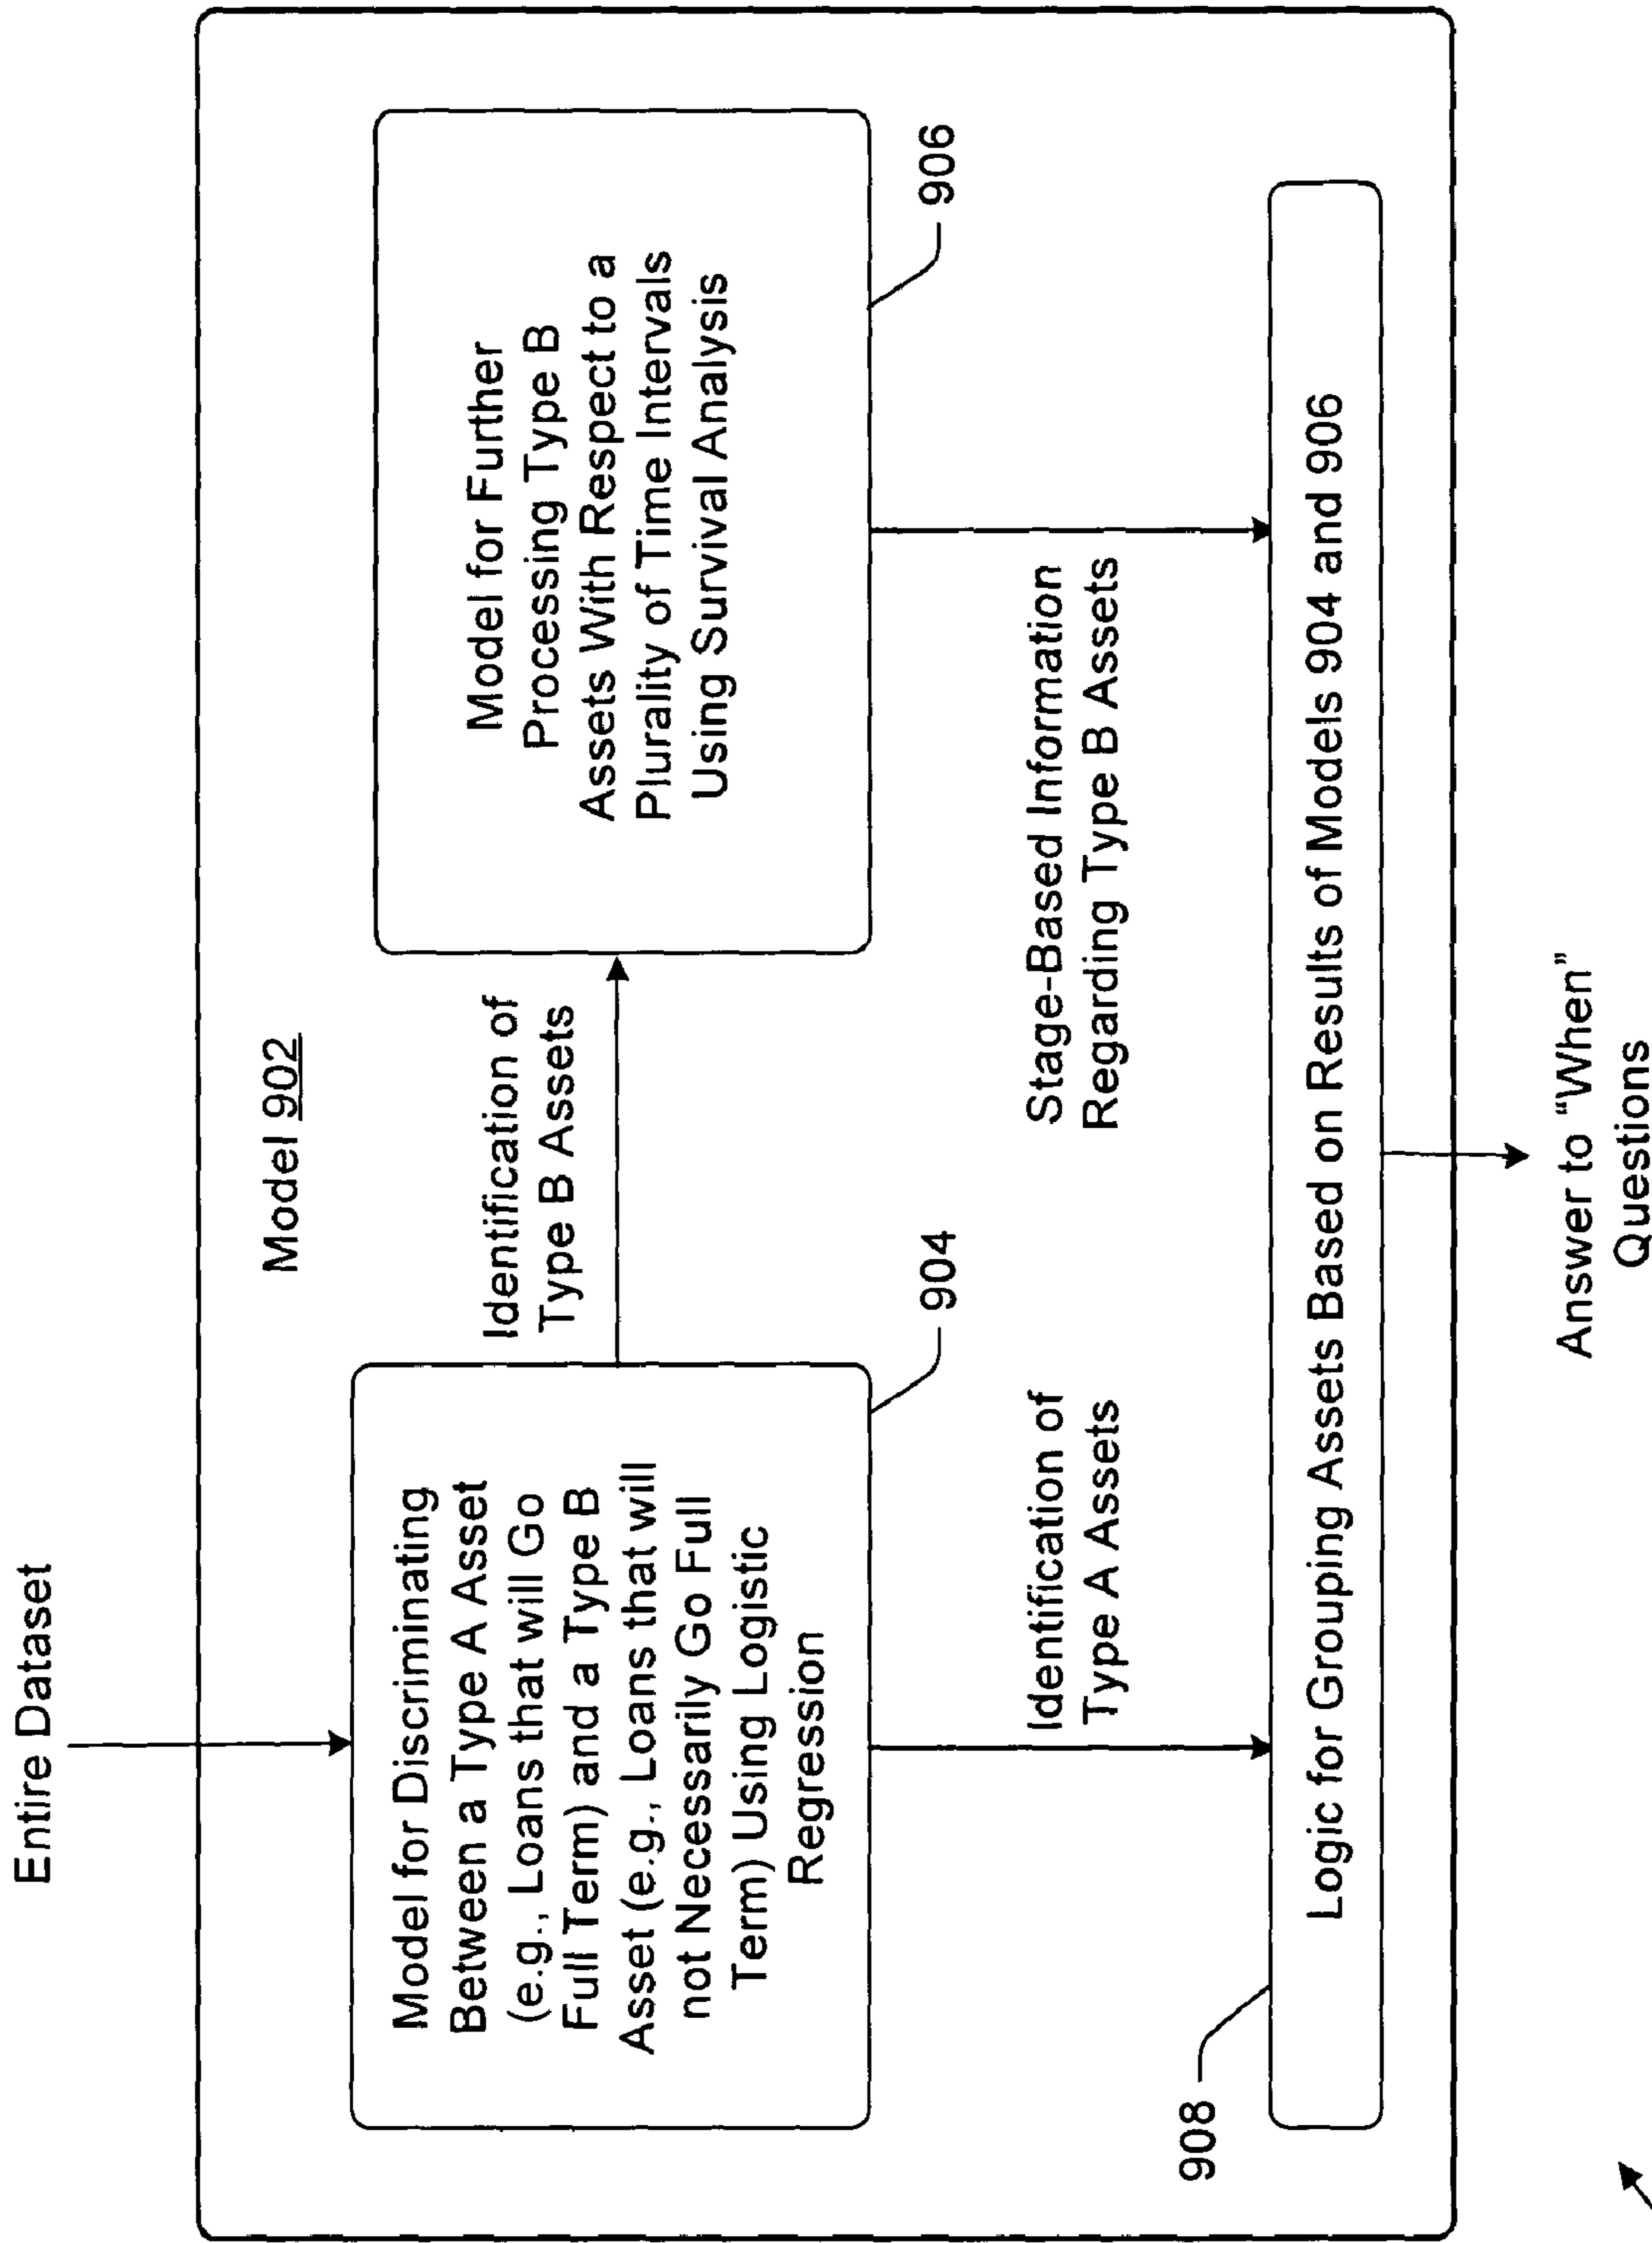 Entire Dataset
Model 902
Model for Discriminating
Between a Type A Asset
(e.g., Loans that will Go
Full Term) and a Type B
Asset (e.g., Loans that will
not Necessarily Go Full
Term) Using Logistic
Regression
904
Identification of
Type B Assets
Model for Further
Processing Type B
Assets With Respect to a
Plurality of Time Intervals
Using Survival Analysis
906
Identification of
Type A Assets
Stage-Based Information
Regarding Type B Assets
908
Logic for Grouping Assets Based on Results of Models 904 and 906
Answer to “When”
Questions